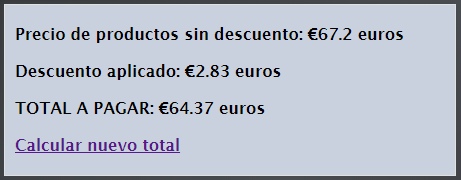 Precio de productos sin descuento: €67.2 euros
Descuento aplicado: €2.83 euros
TOTAL A PAGAR: €64.37 euros
Calcular nuevo total